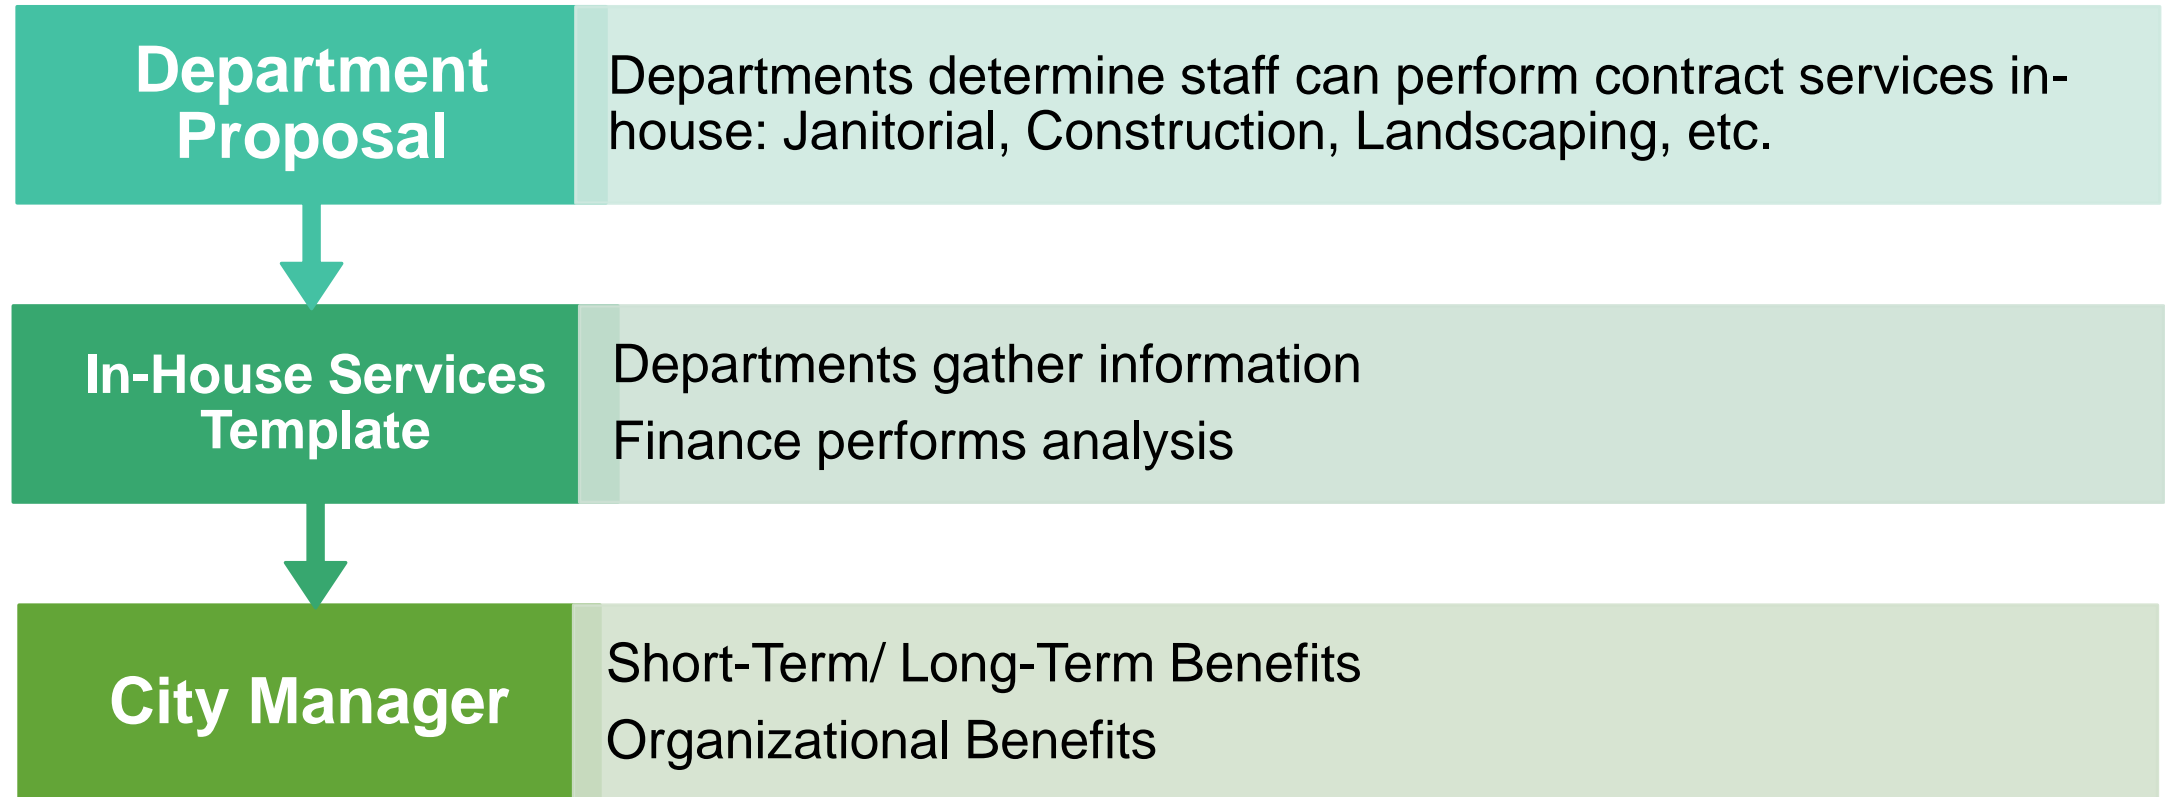 Department
Proposal
Departments determine staff can perform contract services in-
house: Janitorial, Construction, Landscaping, etc.
In-House Services
Template
Departments gather information
Finance performs analysis
City Manager
Short-Term/ Long-Term Benefits
Organizational Benefits